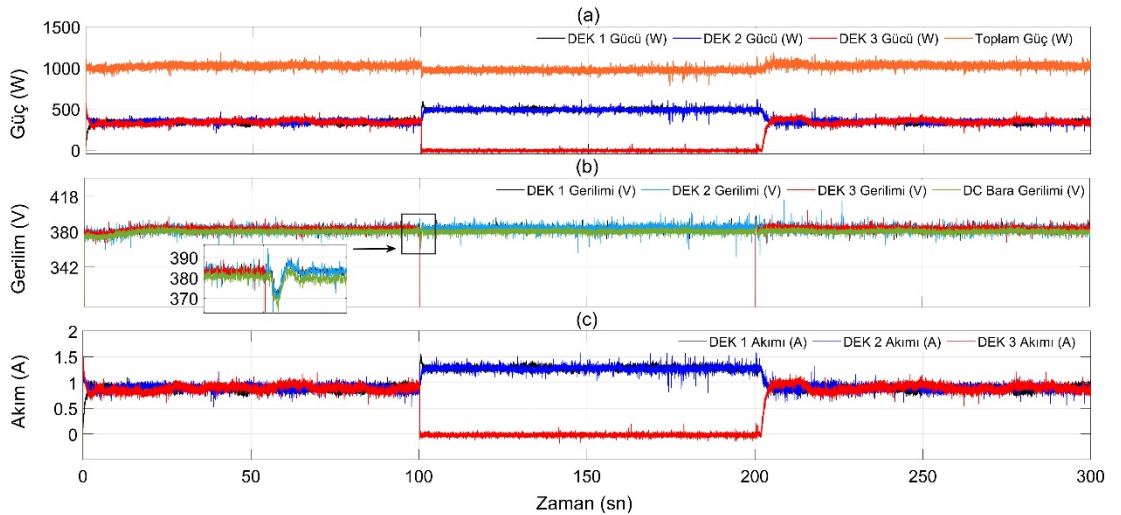 (a)
1500
1000
500
0
Güç (W)
DEK 1 Gücü (W) DEK 2 Gücü (W) DEK 3 Gücü (W) Toplam Güç (W)
(b)
418
380
342
Gerilim (V)
DEK 1 Gerilimi (V) DEK 2 Gerilimi (V) DEK 3 Gerilimi (V) DC Bara Gerilimi (V)
390
380
370
(c)
2
1.5
1
0.5
0
Akım (A)
DEK 1 Akımı (A) DEK 2 Akımı (A) DEK 3 Akımı (A)
0 50 100 150 200 250 300
Zaman (sn)